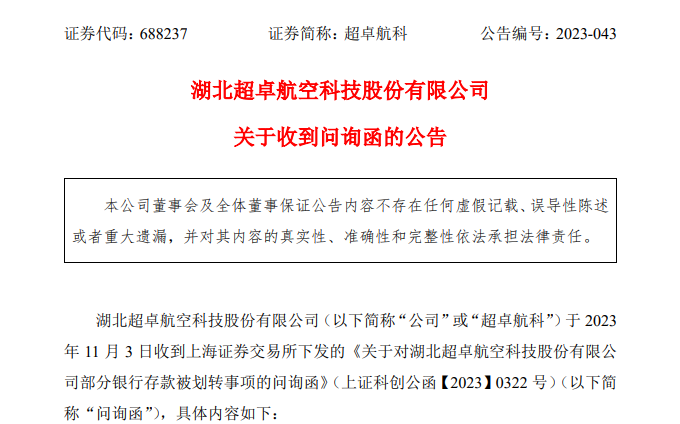 证券代码：688237 证券简称：超卓航科 公告编号：2023-043
湖北超卓航空科技股份有限公司
关于收到问询函的公告
本公司董事会及全体董事保证公告内容不存在任何虚假记载、误导性陈述
或者重大遗漏，并对其内容的真实性、准确性和完整性依法承担法律责任。
湖北超卓航空科技股份有限公司（以下简称“公司”或“超卓航科”）于 2023
年 11 月 3 日收到上海证券交易所下发的《关于对湖北超卓航空科技股份有限公
司部分银行存款被划转事项的问询函》（上证科创公函【2023】0322 号）（以下简
称“问询函”），具体内容如下：